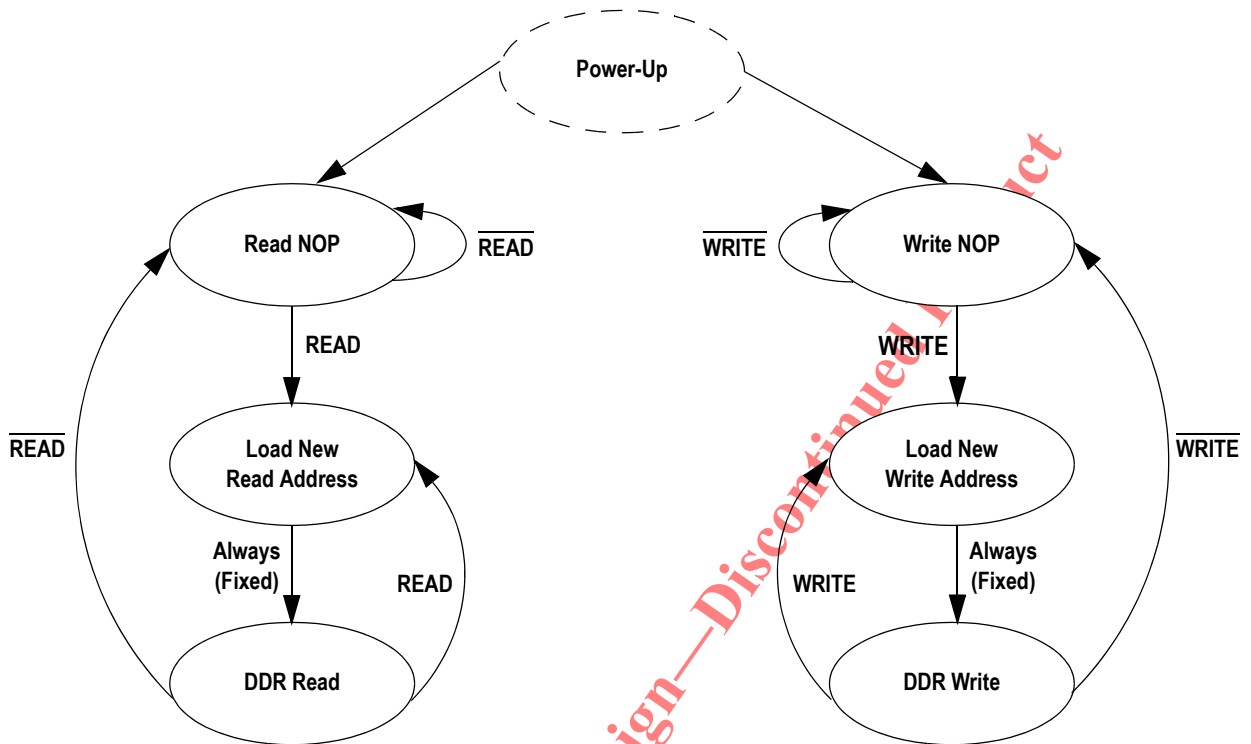 Power-Up
Read NOP
READ
Write NOP
WRITE
READ
WRITE
READ
Load New
Read Address
Load New
Write Address
WRITE
Always
(Fixed)
READ
WRITE
Always
(Fixed)
DDR Read
DDR Write
ign—Discontinued Product